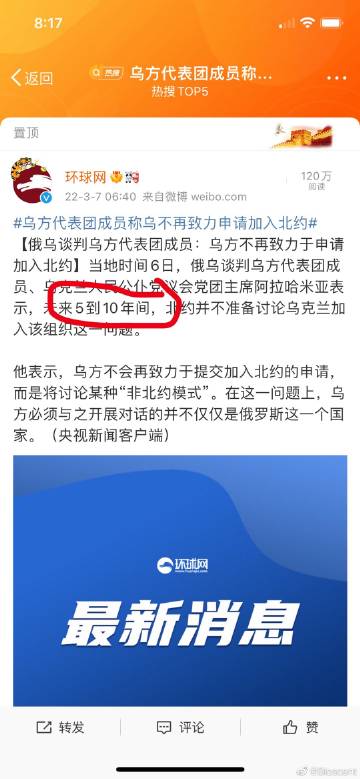 8:17
返回
热搜
乌方代表团成员称...
热搜TOP5
置顶
环球网
120万
阅读
22-3-7 06:40 来自微博 weibo.com
#乌方代表团成员称乌不再致力申请加入北约#
【俄乌谈判乌方代表团成员：乌方不再致力于申请
加入北约】当地时间6日，俄乌谈判乌方代表团成
员、乌克兰人民公仆党议会党团主席阿拉哈米亚表
示，未来5到10年间，北约并不准备讨论乌克兰加
入该组织这一问题。
他表示，乌方不会再致力于提交加入北约的申请，
而是将讨论某种“非北约模式”。在这一问题上，乌
方必须与之开展对话的并不仅仅是俄罗斯这一个国
家。（央视新闻客户端）
环球网
最新消息
转发
评论
赞